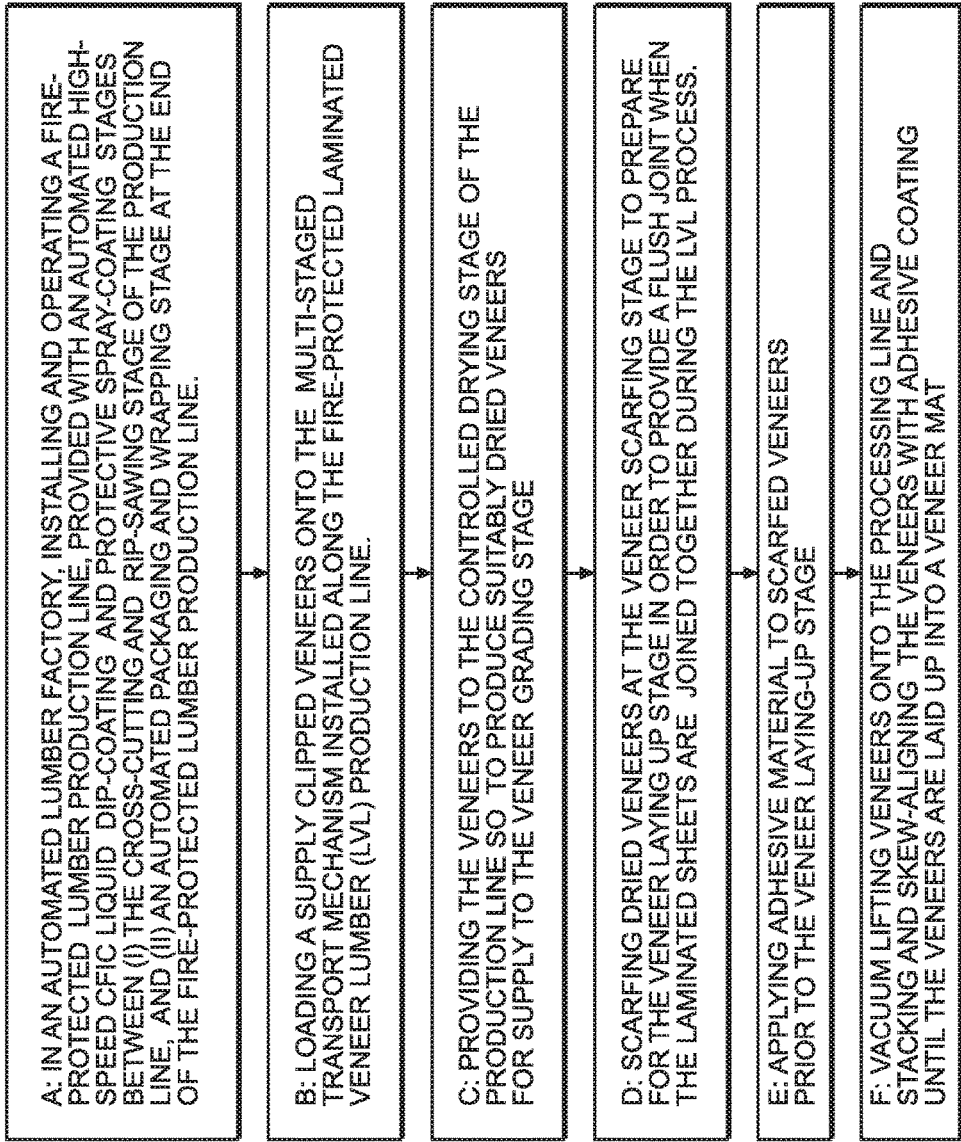 A: IN AN AUTOMATED LUMBER FACTORY, INSTALLING AND OPERATING A FIRE-
PROTECTED LUMBER PRODUCTION LINE, PROVIDED WITH AN AUTOMATED HIGH-
SPEED CFIC LIQUID DIP-COATING AND PROTECTIVE SPRAY-COATING STAGES
BETWEEN (I) THE CROSS-CUTTING AND RIP-SAWING STAGE OF THE PRODUCTION
LINE, AND (II) AN AUTOMATED PACKAGING AND WRAPPING STAGE AT THE END
OF THE FIRE-PROTECTED LUMBER PRODUCTION LINE.
B: LOADING A SUPPLY CLIPPED VENEERS ONTO THE MULTI-STAGED
TRANSPORT MECHANISM INSTALLED ALONG THE FIRE-PROTECTED LAMINATED
VENEER LUMBER (LVL) PRODUCTION LINE.
C: PROVIDING THE VENEERS TO THE CONTROLLED DRYING STAGE OF THE
PRODUCTION LINE SO TO PRODUCE SUITABLY DRIED VENEERS
FOR SUPPLY TO THE VENEER GRADING STAGE
D: SCARFING DRIED VENEERS AT THE VENEER SCARFING STAGE TO PREPARE
FOR THE VENEER LAYING UP STAGE IN ORDER TO PROVIDE A FLUSH JOINT WHEN
THE LAMINATED SHEETS ARE JOINED TOGETHER DURING THE LVL PROCESS.
E: APPLYING ADHESIVE MATERIAL TO SCARFED VENEERS
PRIOR TO THE VENEER LAYING-UP STAGE
F: VACUUM LIFTING VENEERS ONTO THE PROCESSING LINE AND
STACKING AND SKEW-ALIGNING THE VENEERS WITH ADHESIVE COATING
UNTIL THE VENEERS ARE LAID UP INTO A VENEER MAT